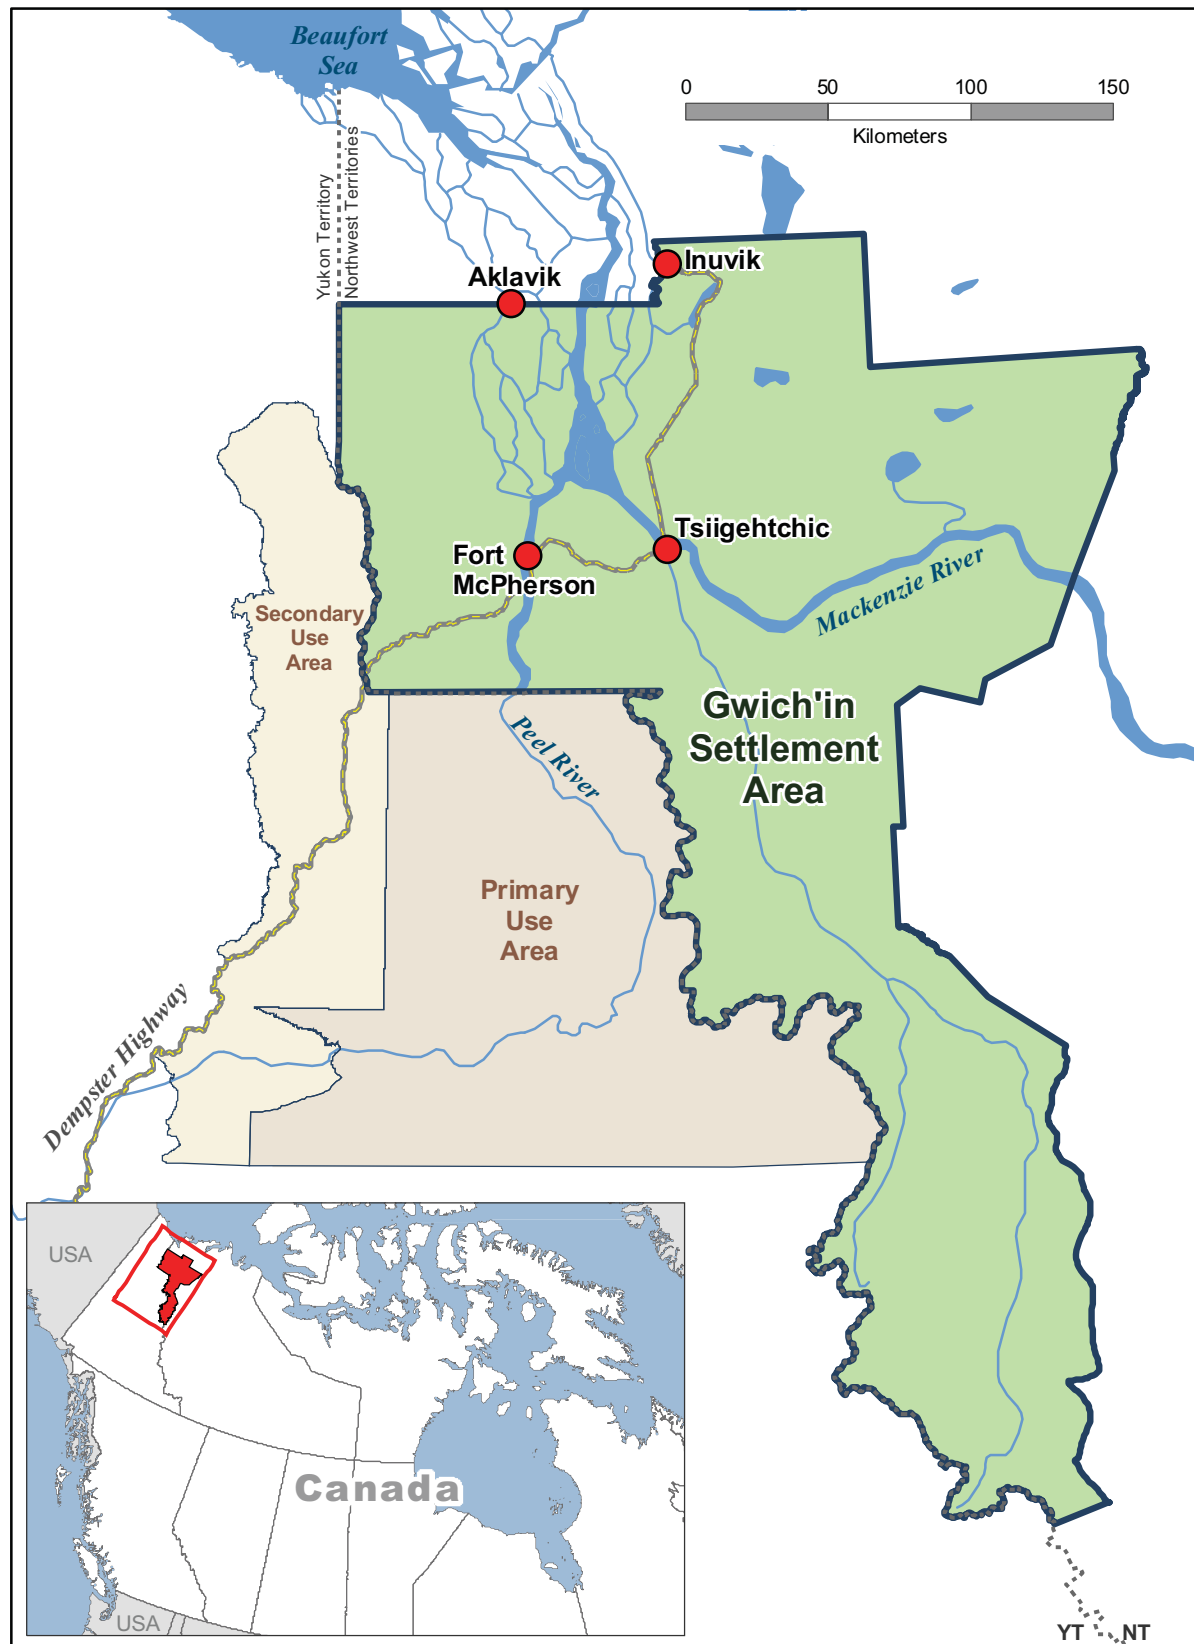 Beaufort
Sea
0 50 100 150
Kilometers
Yukon Territory
Northwest Territories
Inuvik
Aklavik
Tsiigehtchic
Fort
McPherson
Mackenzie River
Secondary
Use
Area
Gwich'in
Settlement
Area
Peel River
Primary
Use
Area
Dempster Highway
USA
Canada
USA
YT NT